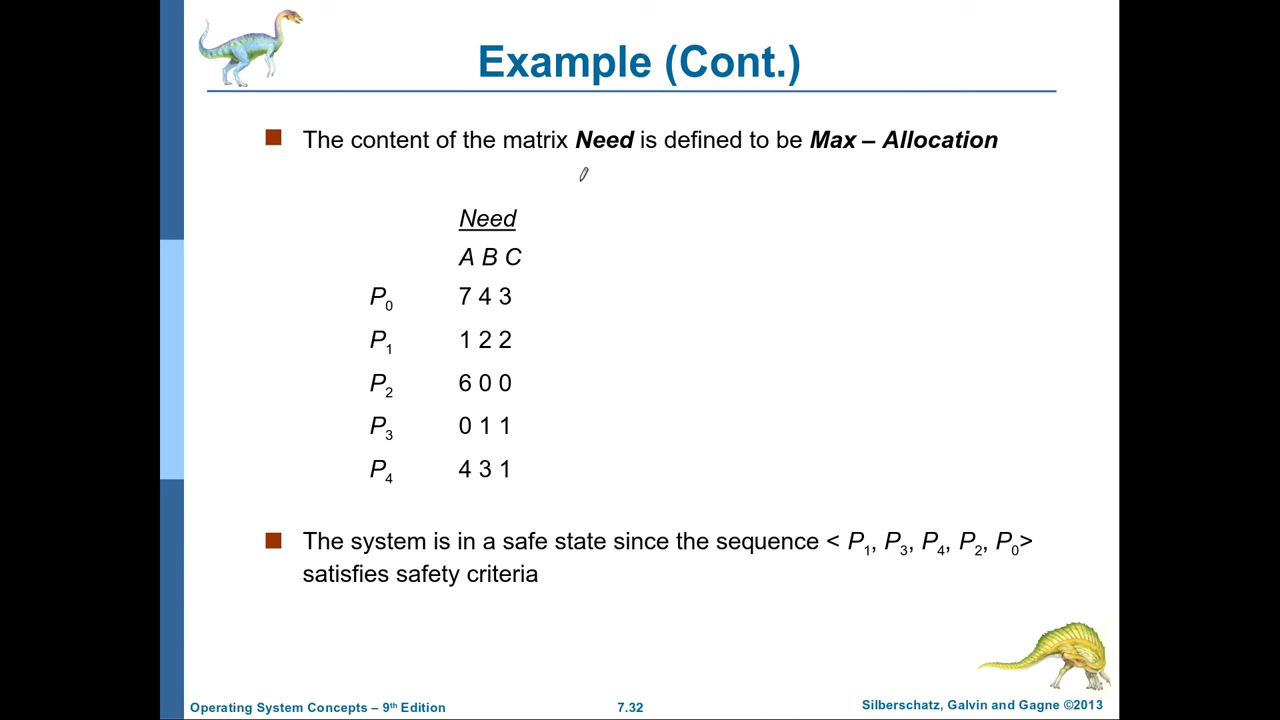 Example (Cont.)
The content of the matrix Need is defined to be Max – Allocation
Need
A B C
P0 7 4 3
P1 1 2 2
P2 6 0 0
P3 0 1 1
P4 4 3 1
The system is in a safe state since the sequence < P1, P3, P4, P2, P0>
satisfies safety criteria
Operating System Concepts – 9th Edition 7.32 Silberschatz, Galvin and Gagne ©2013